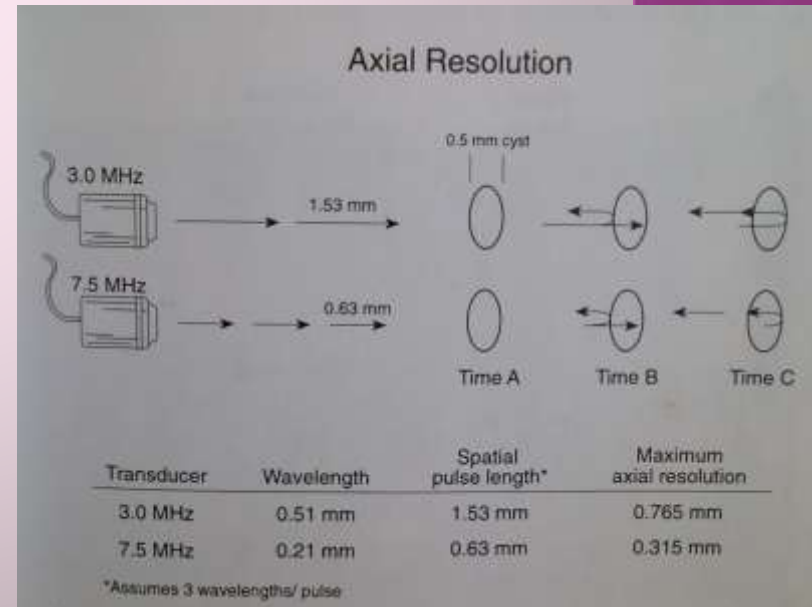 Axial Resolution
0.5 mm cyst
3.0 MHz
1.53 mm
7.5 MHz
0.63 mm
Time A Time B Time C
Transducer Wavelength Spatial pulse length* Maximum axial resolution
3.0 MHz 0.51 mm 1.53 mm 0.765 mm
7.5 MHz 0.21 mm 0.63 mm 0.315 mm
*Assumes 3 wavelengths/ pulse